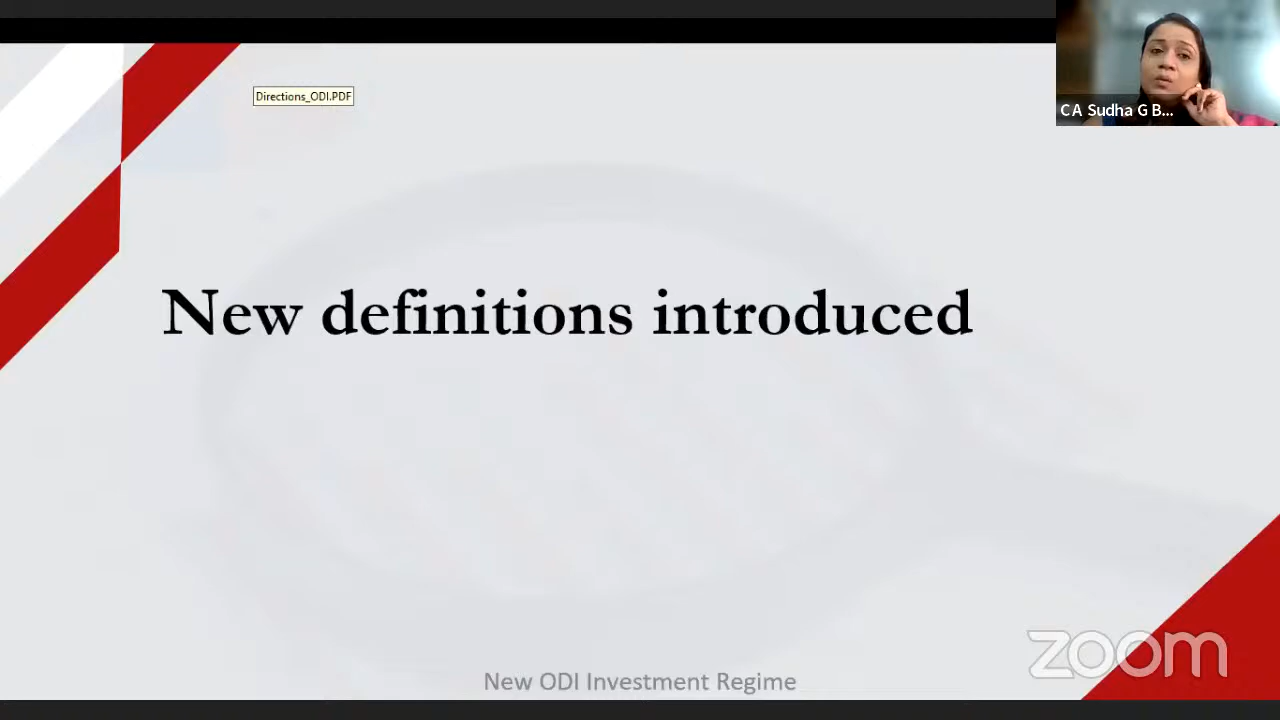 Directions_ODI.PDF
CA Sudha G B...
New definitions introduced
zoom
New ODI Investment Regime